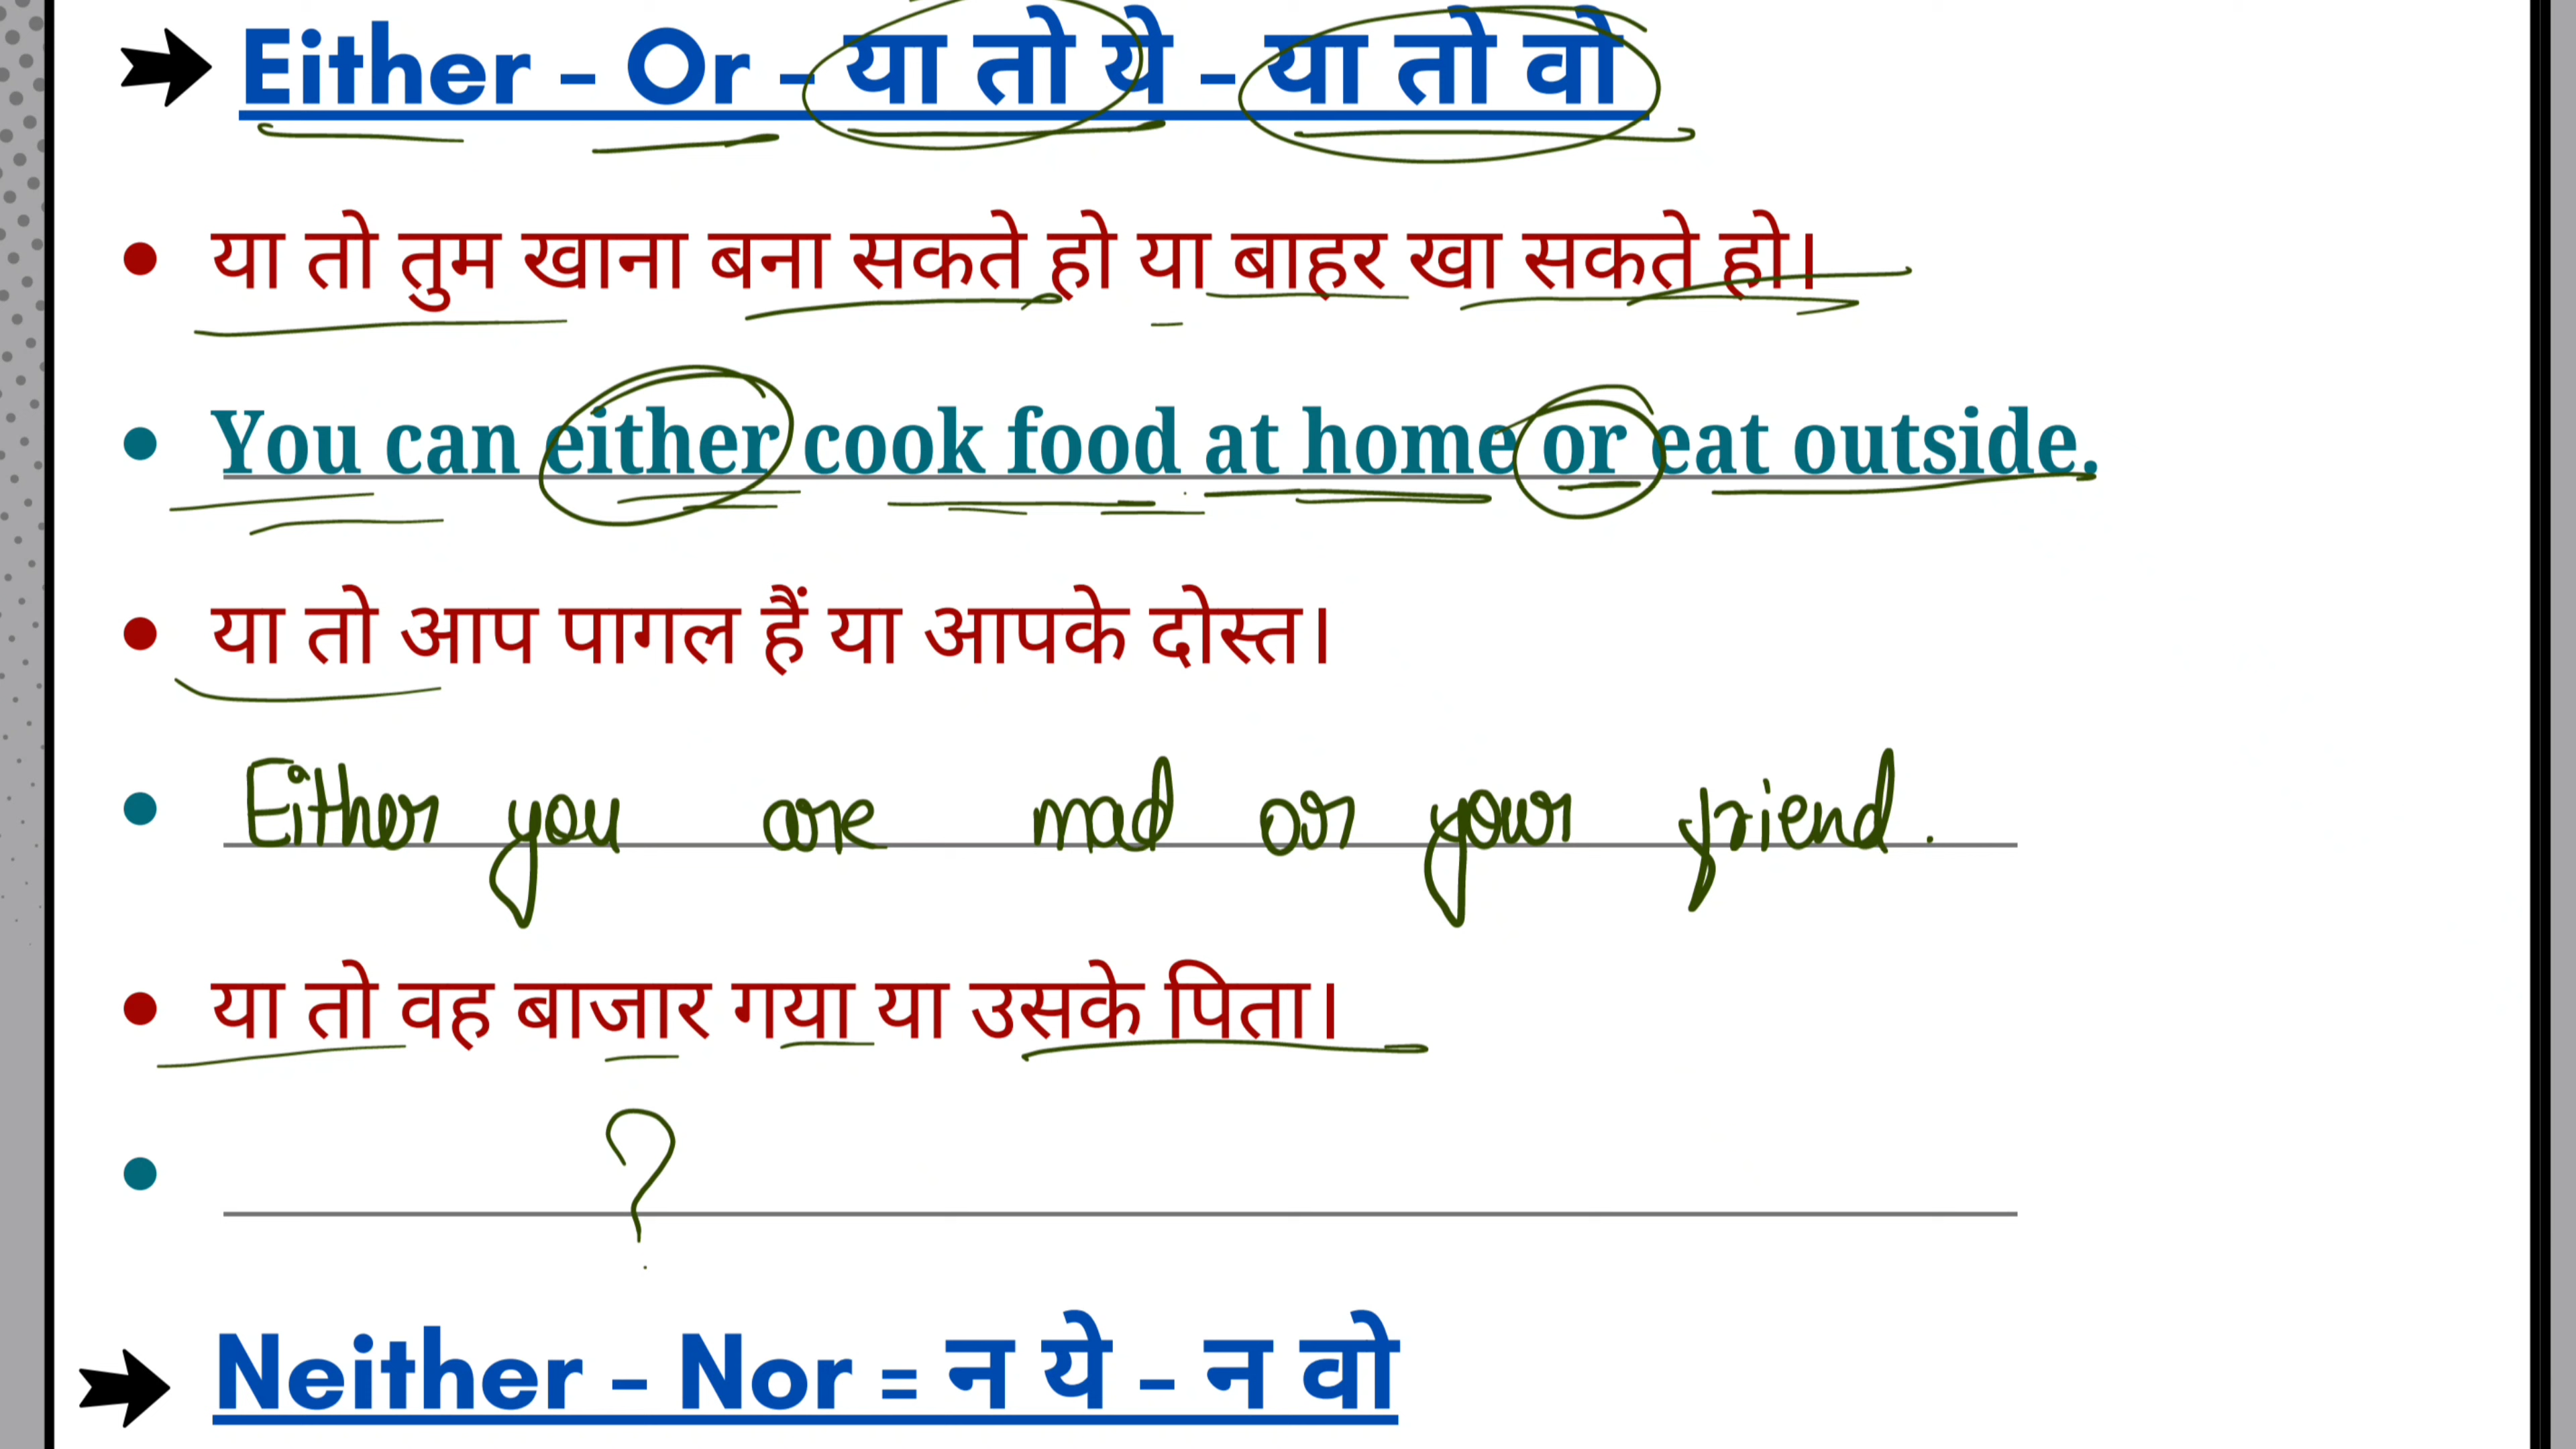 Either – Or – या तो ये – या तो वो
या तो तुम खाना बना सकते हो या बाहर खा सकते हो।
You can either cook food at home or eat outside.
या तो आप पागल हैं या आपके दोस्त।
Either you are mad or your friend.
या तो वह बाजार गया या उसके पिता।
?
Neither – Nor = न ये – न वो